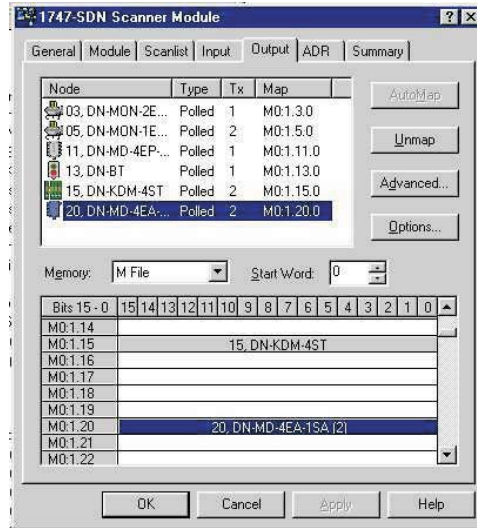 1747-SDN Scanner Module
General Module Scanlist Input Output ADR Summary
Node Type Tx Map
03, DN-MON-2E... Polled 1 M0:1.3.0
05, DN-MON-1E... Polled 2 M0:1.5.0
11, DN-MD-4EP-... Polled 1 M0:1.11.0
13, DN-BT Polled 1 M0:1.13.0
15, DN-KDM-4ST Polled 2 M0:1.15.0
20, DN-MD-4EA-... Polled 2 M0:1.20.0
AutoMap
Unmap
Advanced...
Options...
Memory: M File Start Word: 0
Bits 15 - 0 15 14 13 12 11 10 9 8 7 6 5 4 3 2 1 0
M0:1.14
M0:1.15 15, DN-KDM-4ST
M0:1.16
M0:1.17
M0:1.18
M0:1.19
M0:1.20 20, DN-MD-4EA-1SA (2)
M0:1.21
M0:1.22
OK Cancel Apply Help